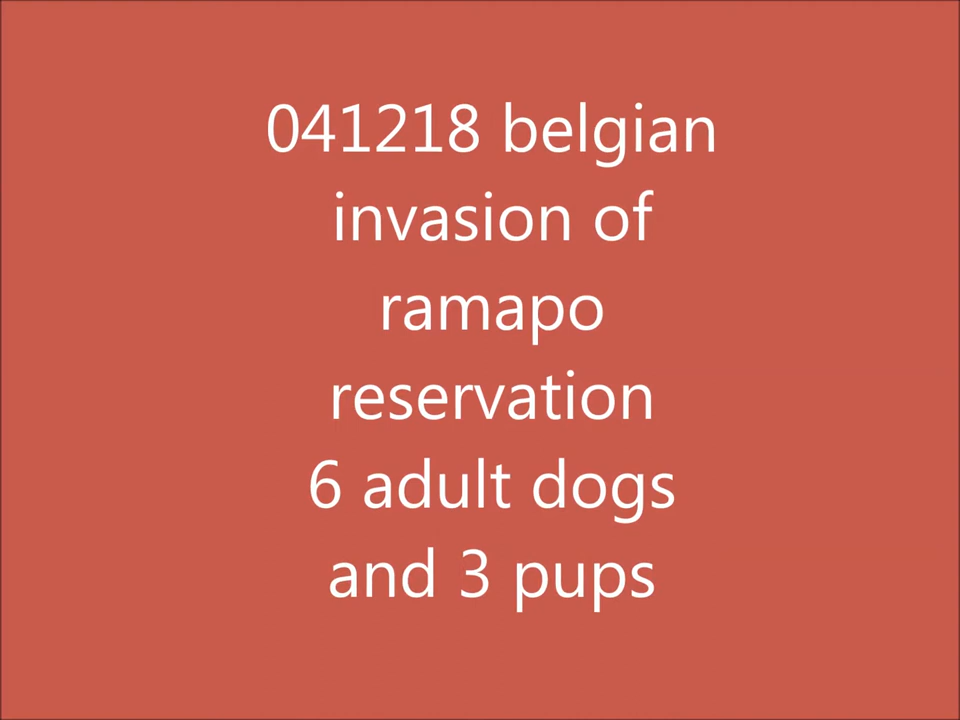 041218 belgian
invasion of
ramapo
reservation
6 adult dogs
and 3 pups